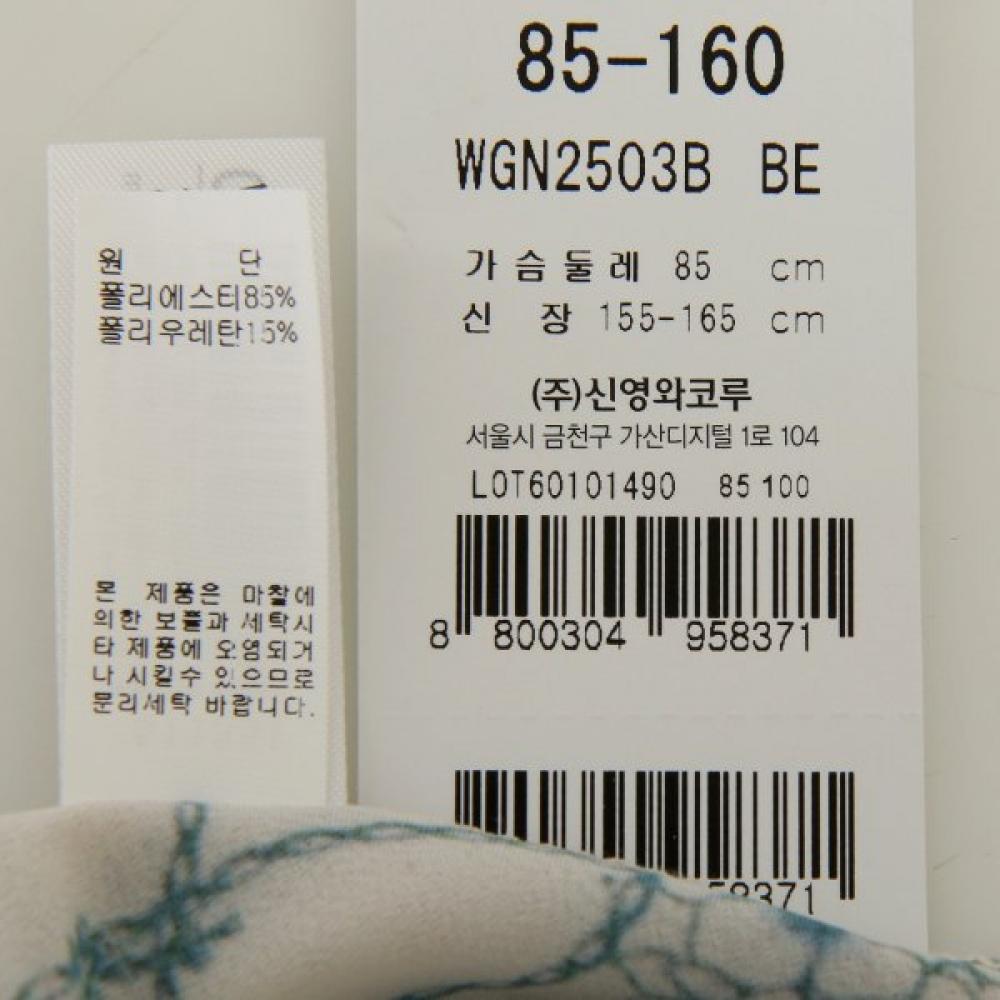 원 단
폴리에스터85%
폴리우레탄15%
본 제품은 마찰에
의한 보플과 세탁시
타 제품에 오염되거
나 시킬수 있으므로
분리세탁 바랍니다.
85-160
WGN2503B BE
가슴둘레 85 cm
신 장 155-165 cm
(주)신영와코루
서울시 금천구 가산디지털 1로 104
LOT60101490 85 100
8 800304 958371
58371